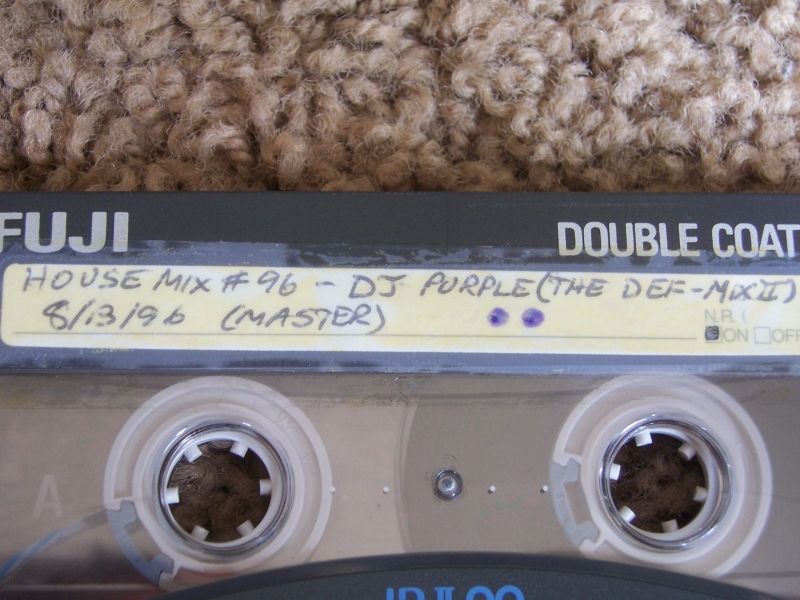 FUJI DOUBLE COAT
HOUSE MIX # 96 - DJ PURPLE (THE DEF-MIX II)
8/13/96 (MASTER)
N.R. (
ON OFF
A